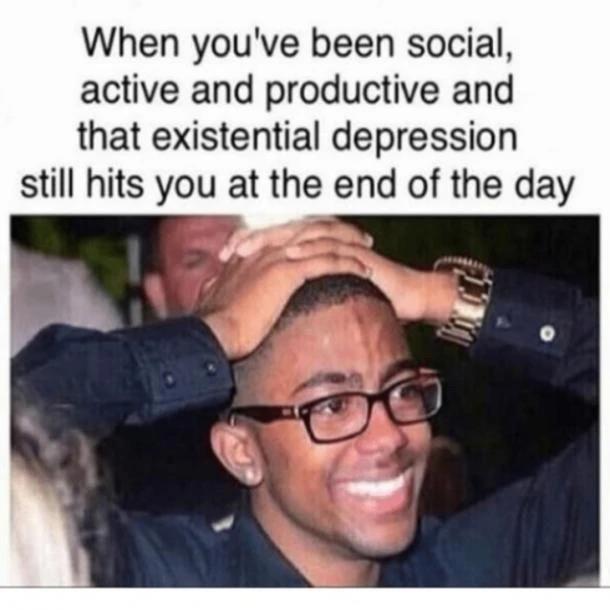 When you've been social,
active and productive and
that existential depression
still hits you at the end of the day